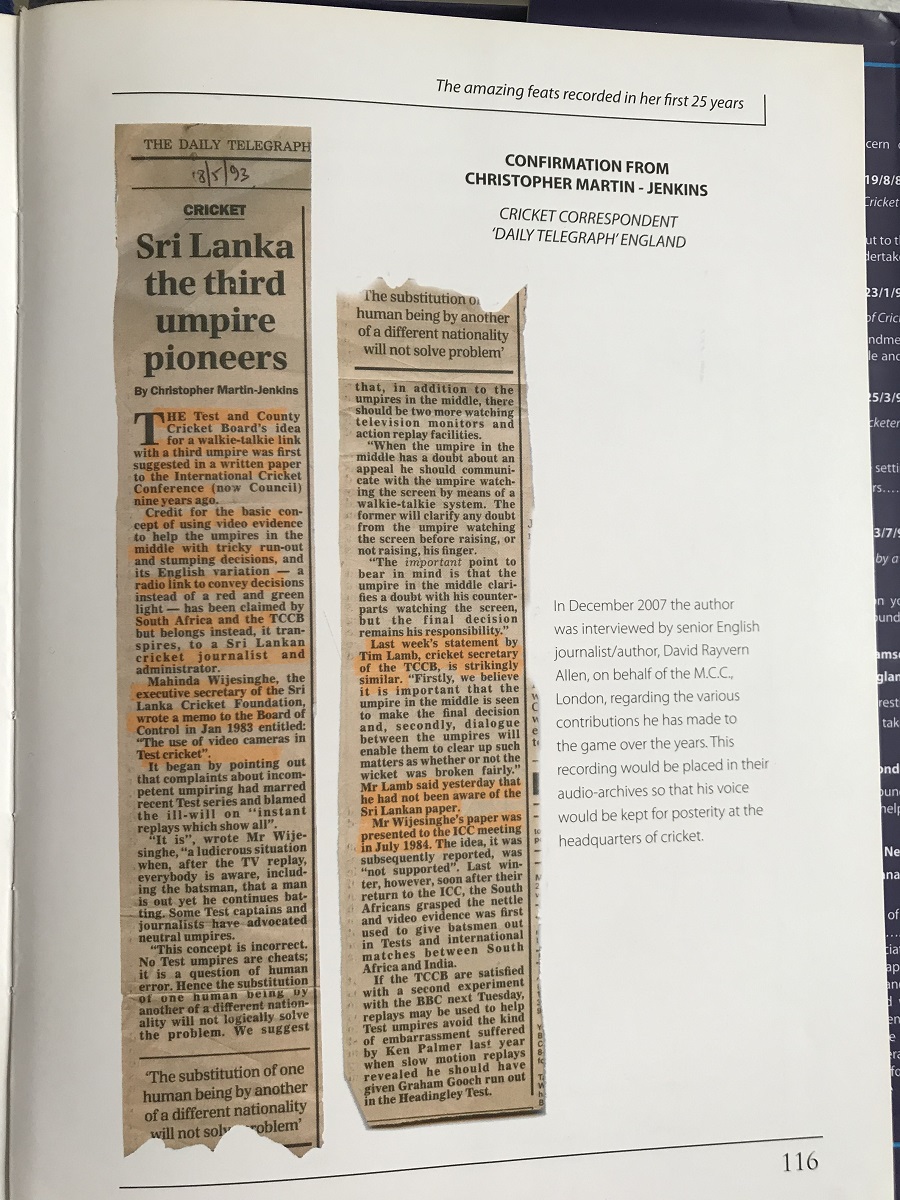 The amazing feats recorded in her first 25 years
THE DAILY TELEGRAPH
18/5/93
CRICKET
Sri Lanka
the third
umpire
pioneers
By Christopher Martin-Jenkins
THE Test and County
Cricket Board's idea
for a walkie-talkie link
with a third umpire was first
suggested in a written paper
to the International Cricket
Conference (now Council)
nine years ago.
Credit for the basic con-
cept of using video evidence
to help the umpires in the
middle with tricky run-out
and stumping decisions, and
its English variation — a
radio link to convey decisions
instead of a red and green
light — has been claimed by
South Africa and the TCCB
but belongs instead, it tran-
spires, to a Sri Lankan
cricket journalist and
administrator.
Mahinda Wijesinghe, the
executive secretary of the Sri
Lanka Cricket Foundation,
wrote a memo to the Board of
Control in Jan 1983 entitled:
"The use of video cameras in
Test cricket".
It began by pointing out
that complaints about incom-
petent umpiring had marred
recent Test series and blamed
the ill-will on "instant
replays which show all".
"It is", wrote Mr Wije-
singhe, "a ludicrous situation
when, after the TV replay,
everybody is aware, includ-
ing the batsman, that a man
is out yet he continues bat-
ting. Some Test captains and
journalists have advocated
neutral umpires.
"This concept is incorrect.
No Test umpires are cheats;
it is a question of human
error. Hence the substitution
of one human being by
another of a different nation-
ality will not logically solve
the problem. We suggest
'The substitution of one
human being by another
of a different nationality
will not solv roblem'
The substitution o
human being by another
of a different nationality
will not solve problem'
that, in addition to the
umpires in the middle, there
should be two more watching
television monitors and
action replay facilities.
"When the umpire in the
middle has a doubt about an
appeal he should communi-
cate with the umpire watch-
ing the screen by means of a
walkie-talkie system. The
former will clarify any doubt
from the umpire watching
the screen before raising, or
not raising, his finger.
"The important point to
bear in mind is that the
umpire in the middle clari-
fies a doubt with his counter-
parts watching the screen,
but the final decision
remains his responsibility."
Last week's statement by
Tim Lamb, cricket secretary
of the TCCB, is strikingly
similar. "Firstly, we believe
it is important that the
umpire in the middle is seen
to make the final decision
and, secondly, dialogue
between the umpires will
enable them to clear up such
matters as whether or not the
wicket was broken fairly."
Mr Lamb said yesterday that
he had not been aware of the
Sri Lankan paper.
Mr Wijesinghe's paper was
presented to the ICC meeting
in July 1984. The idea, it was
subsequently reported, was
"not supported". Last win-
ter, however, soon after their
return to the ICC, the South
Africans grasped the nettle
and video evidence was first
used to give batsmen out
in Tests and international
matches between South
Africa and India.
If the TCCB are satisfied
with a second experiment
with the BBC next Tuesday,
replays may be used to help
Test umpires avoid the kind
of embarrassment suffered
by Ken Palmer last year
when slow motion replays
revealed he should have
given Graham Gooch run out
in the Headingley Test.
CONFIRMATION FROM
CHRISTOPHER MARTIN - JENKINS
CRICKET CORRESPONDENT
'DAILY TELEGRAPH' ENGLAND
In December 2007 the author
was interviewed by senior English
journalist/author, David Rayvern
Allen, on behalf of the M.C.C.,
London, regarding the various
contributions he has made to
the game over the years. This
recording would be placed in their
audio-archives so that his voice
would be kept for posterity at the
headquarters of cricket.
116